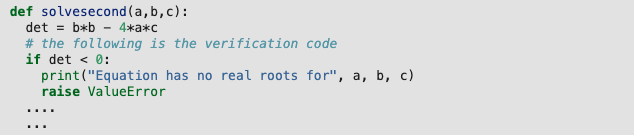 def solvesecond(a,b,c):
  det = b*b - 4*a*c
  # the following is the verification code
  if det < 0:
    print("Equation has no real roots for", a, b, c)
    raise ValueError
  ....
  ...